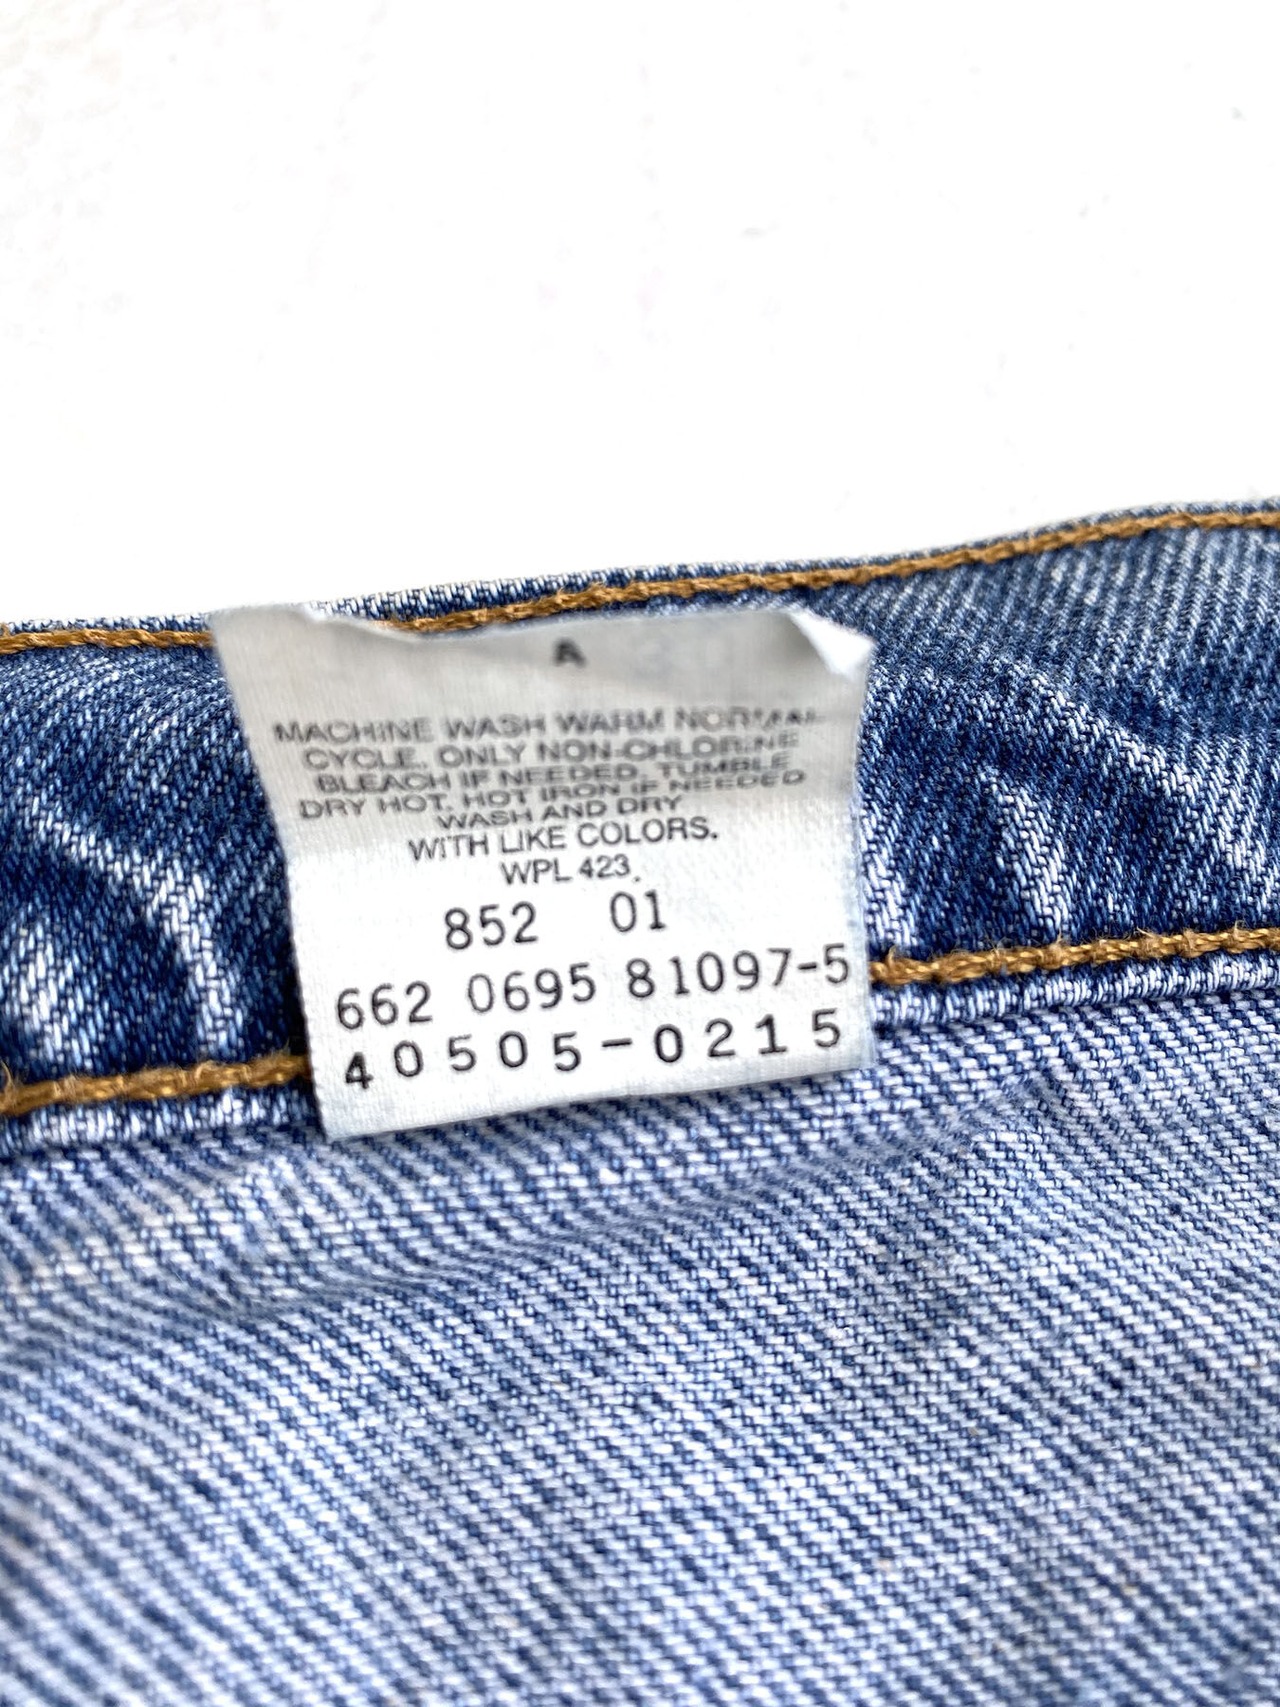 A
MACHINE WASH WARM NORMAL
CYCLE. ONLY NON-CHLORINE
BLEACH IF NEEDED. TUMBLE
DRY HOT. HOT IRON IF NEEDED
WASH AND DRY
WITH LIKE COLORS.
WPL 423.
852 01
662 0695 81097-5
40505-0215